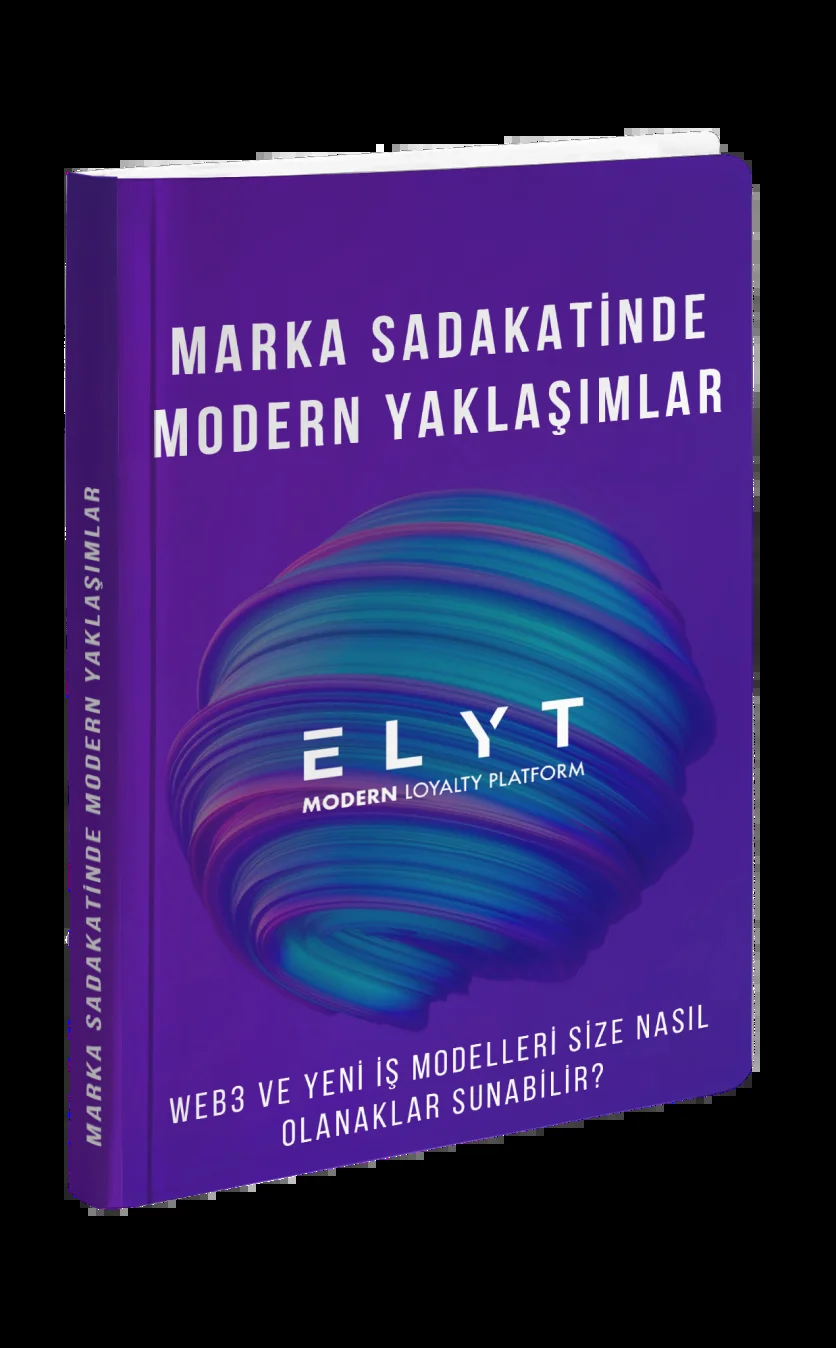 MARKA SADAKATİNDE
MODERN YAKLAŞIMLAR
ELYT
MODERN LOYALTY PLATFORM
WEB3 VE YENİ İŞ MODELLERİ SİZE NASIL
OLANAKLAR SUNABİLİR?
MARKA SADAKATİNDE MODERN YAKLAŞIMLAR